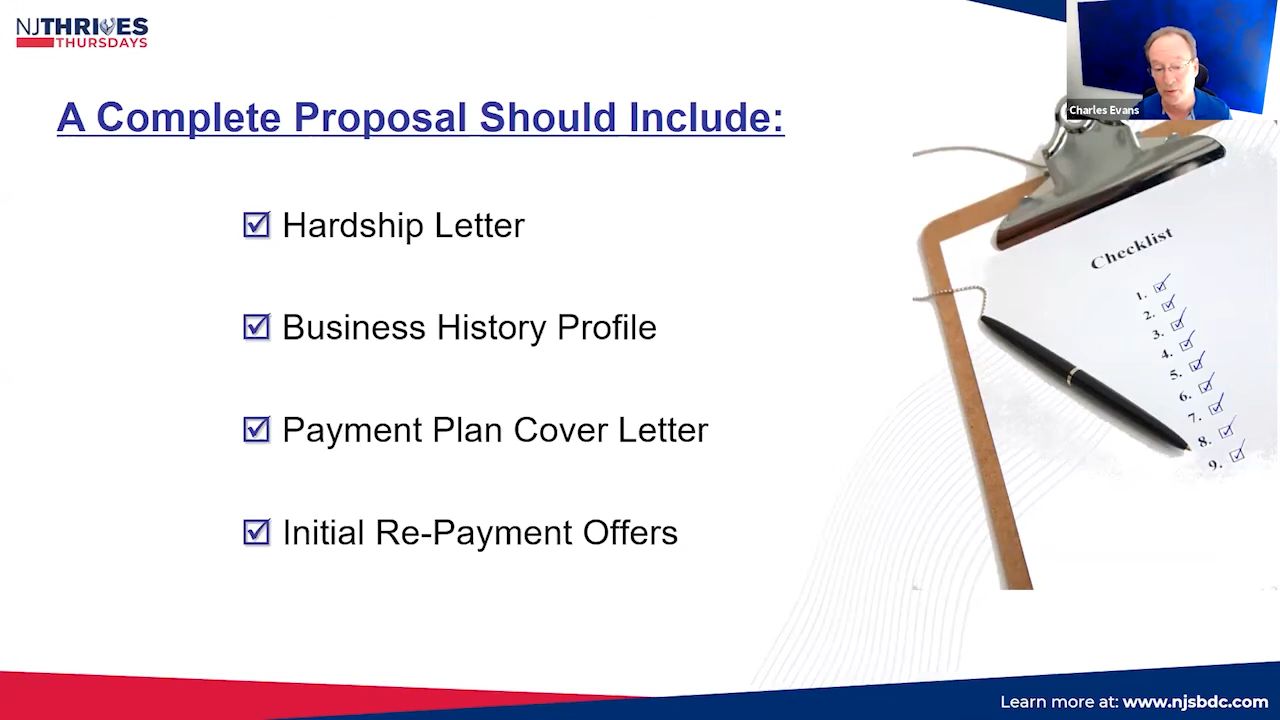 NJTHRIVES
THURSDAYS
Charles Evans
A Complete Proposal Should Include:
Hardship Letter
Business History Profile
Payment Plan Cover Letter
Initial Re-Payment Offers
Checklist
1.
2.
3.
4.
5.
6.
7.
8.
9.
Learn more at: www.njsbdc.com